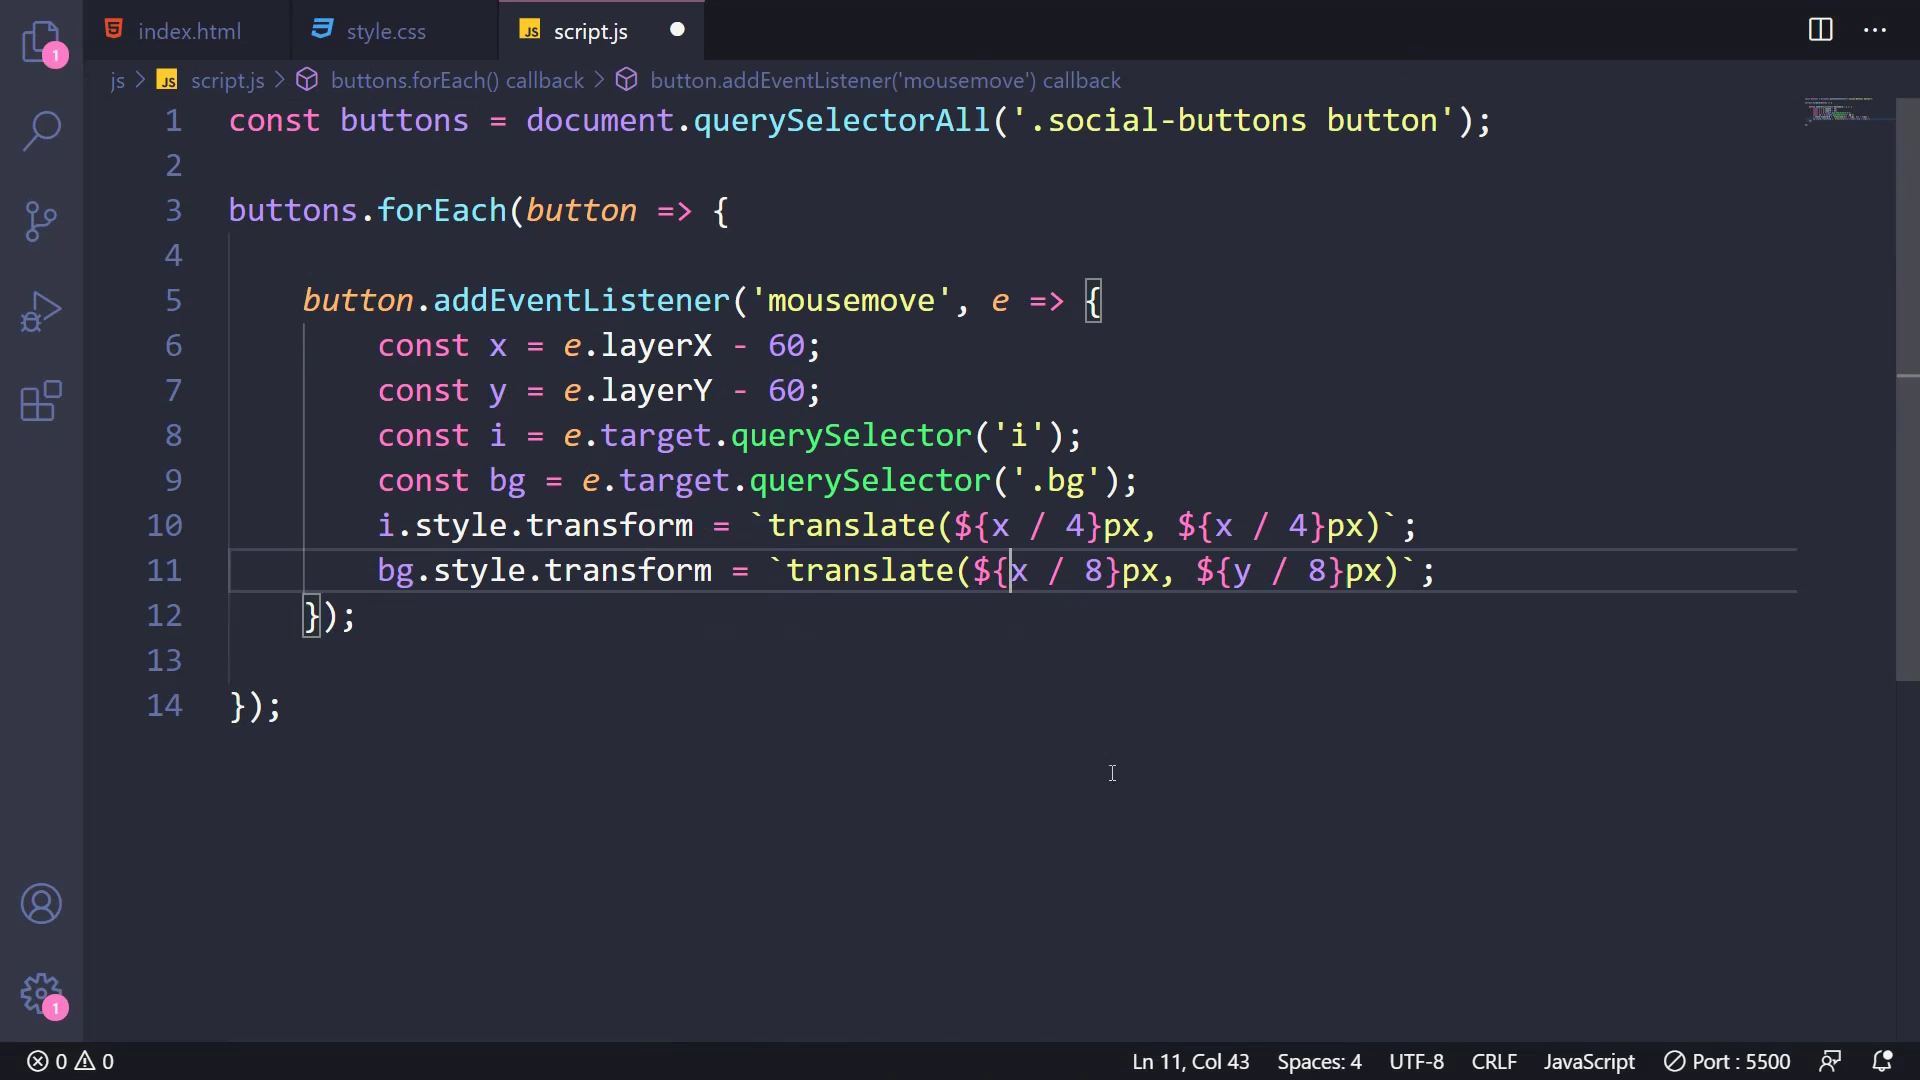 index.html style.css JS script.js
js > JS script.js > buttons.forEach() callback > button.addEventListener('mousemove') callback
1 const buttons = document.querySelectorAll('.social-buttons button');
2
3 buttons.forEach(button => {
4
5 button.addEventListener('mousemove', e => {
6 const x = e.layerX - 60;
7 const y = e.layerY - 60;
8 const i = e.target.querySelector('i');
9 const bg = e.target.querySelector('.bg');
10 i.style.transform = `translate(${x / 4}px, ${x / 4}px)`;
11 bg.style.transform = `translate(${x / 8}px, ${y / 8}px)`;
12 });
13
14 });
1
1
0 0 Ln 11, Col 43 Spaces: 4 UTF-8 CRLF JavaScript Port : 5500